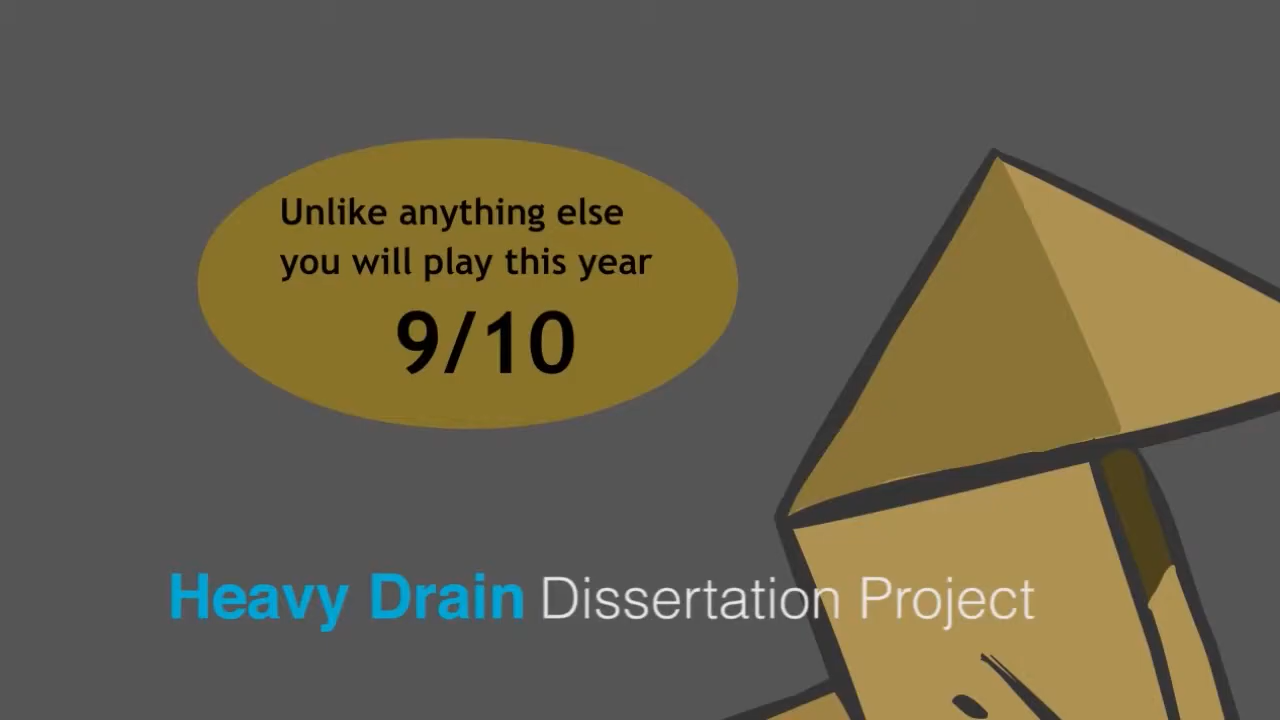 Unlike anything else
you will play this year
9/10
Heavy Drain Dissertation Project